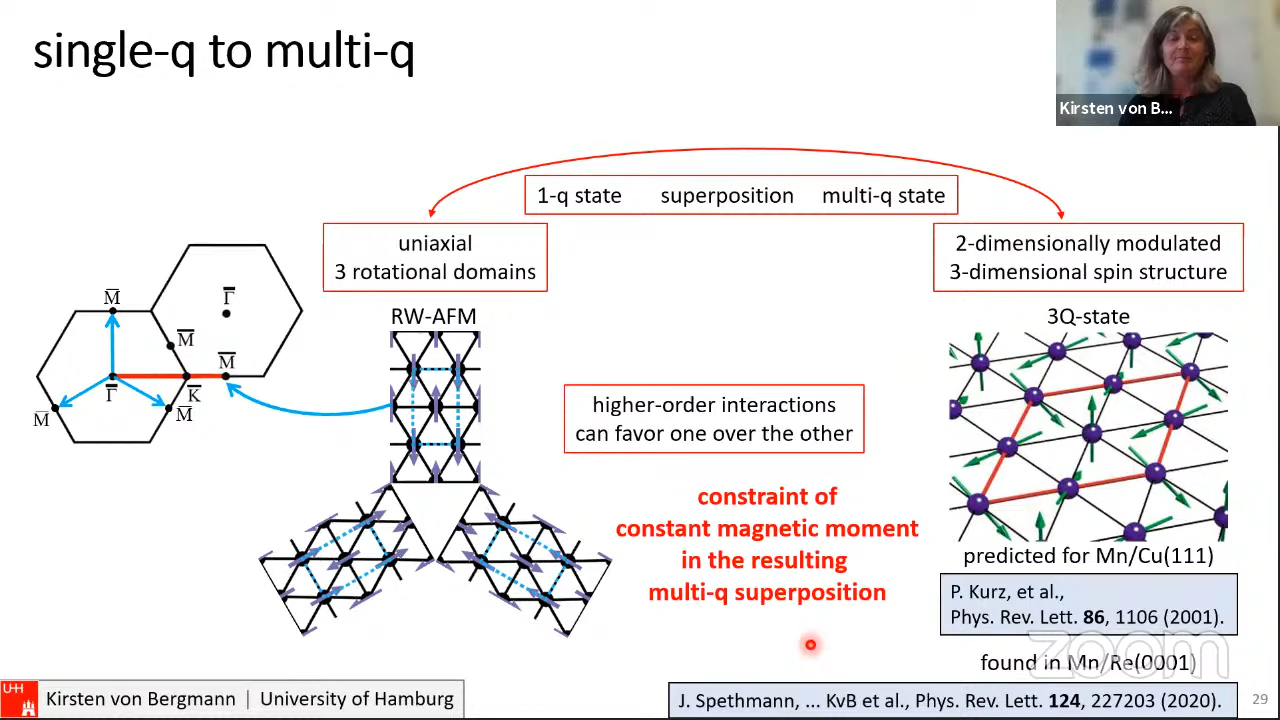 single-q to multi-q
Kirsten von B...
1-q state superposition multi-q state
uniaxial
3 rotational domains
2-dimensionally modulated
3-dimensional spin structure
RW-AFM
3Q-state
M̅
Γ̅
M̅
M̅
Γ̅
K̅
M̅
M̅
higher-order interactions
can favor one over the other
constraint of
constant magnetic moment
in the resulting
multi-q superposition
predicted for Mn/Cu(111)
P. Kurz, et al.,
Phys. Rev. Lett. 86, 1106 (2001).
zoom
found in Mn/Re(0001)
J. Spethmann, ... KvB et al., Phys. Rev. Lett. 124, 227203 (2020).
UH
Kirsten von Bergmann | University of Hamburg
29